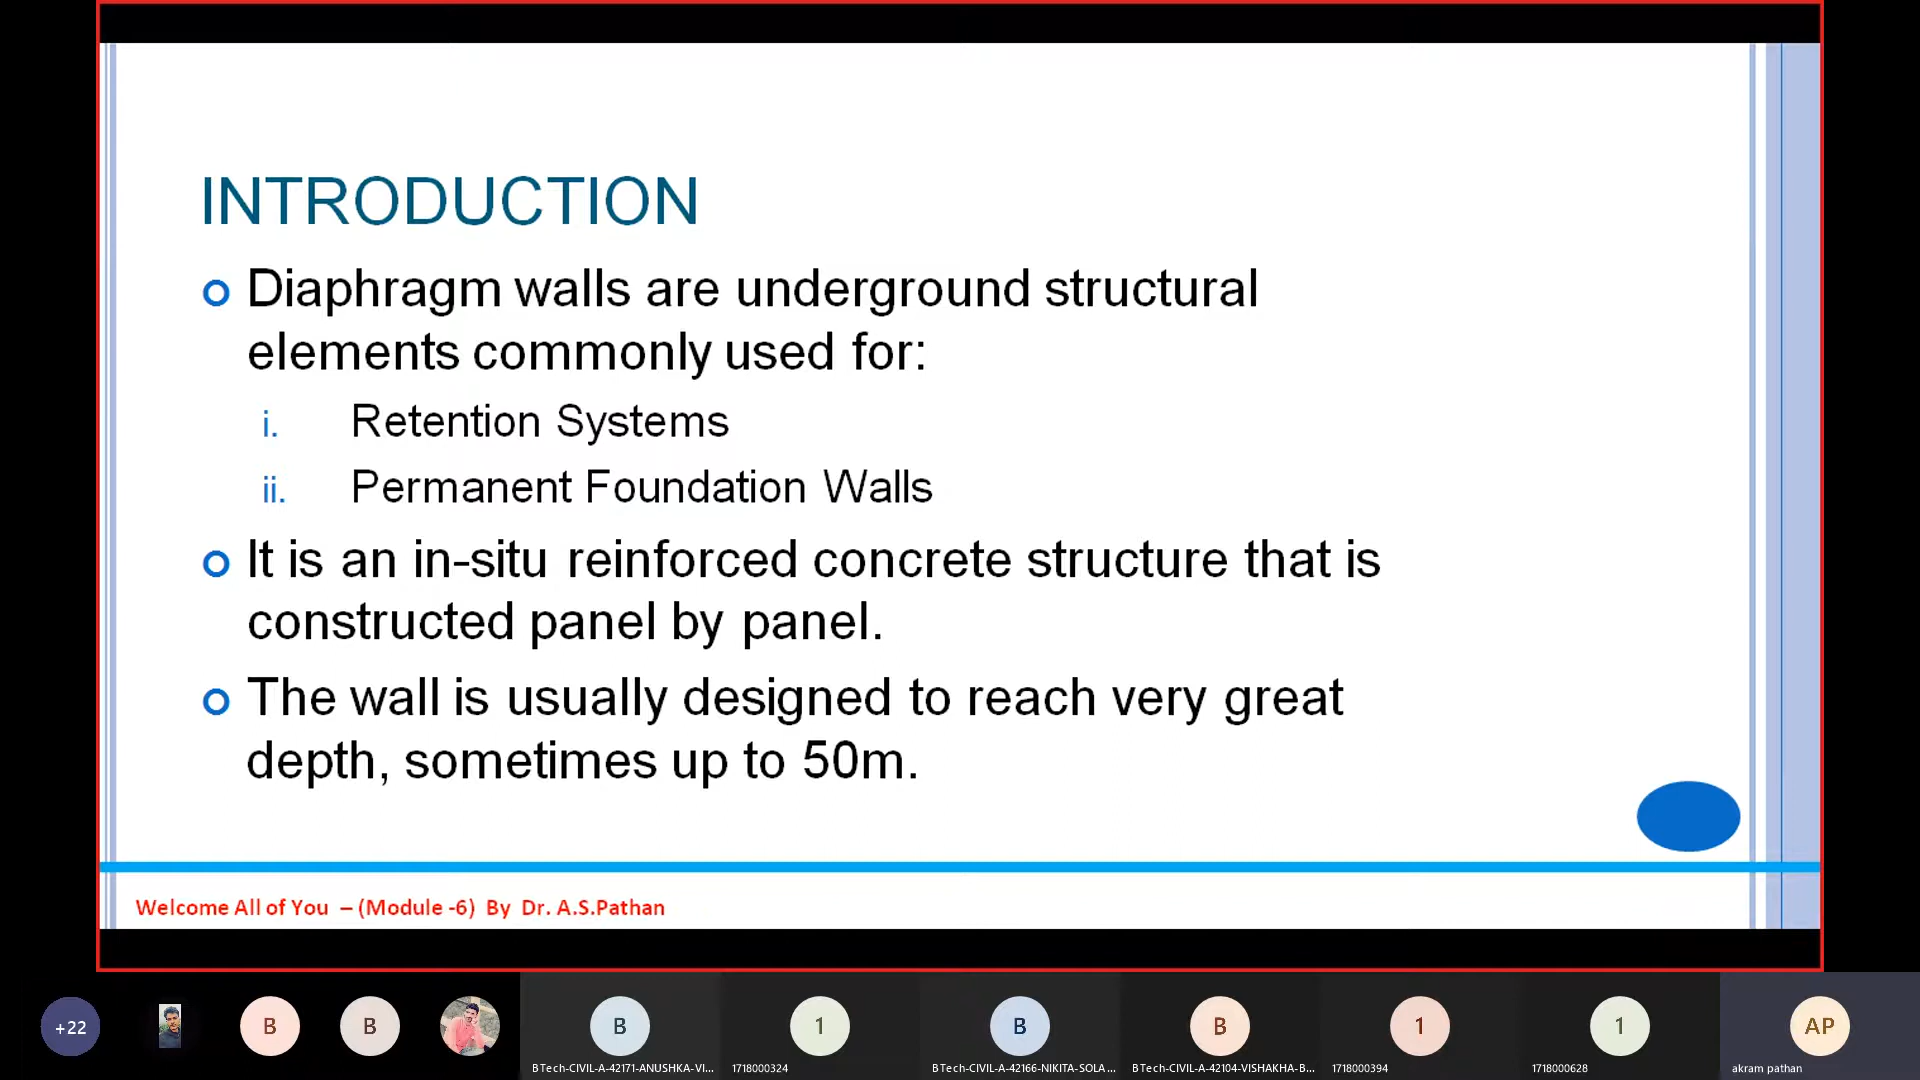 INTRODUCTION
Diaphragm walls are underground structural
elements commonly used for:
i. Retention Systems
ii. Permanent Foundation Walls
It is an in-situ reinforced concrete structure that is
constructed panel by panel.
The wall is usually designed to reach very great
depth, sometimes up to 50m.
Welcome All of You – (Module -6) By Dr. A.S.Pathan
+22
B
B
B
1
B
B
1
1
AP
BTech-CIVIL-A-42171-ANUSHKA-VI...
1718000324
BTech-CIVIL-A-42166-NIKITA-SOLA...
BTech-CIVIL-A-42104-VISHAKHA-B...
1718000394
1718000628
akram pathan